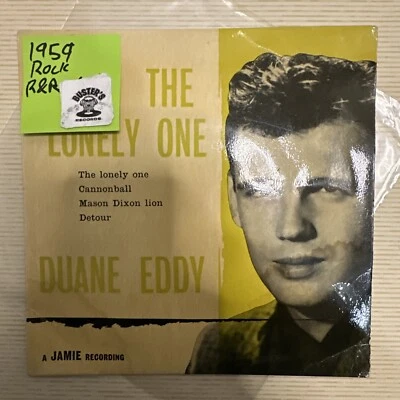 1959
ROCK
R&R
BUSTER'S
RECORDS
THE
LONELY ONE
The lonely one
Cannonball
Mason Dixon lion
Detour
DUANE EDDY
A JAMIE RECORDING